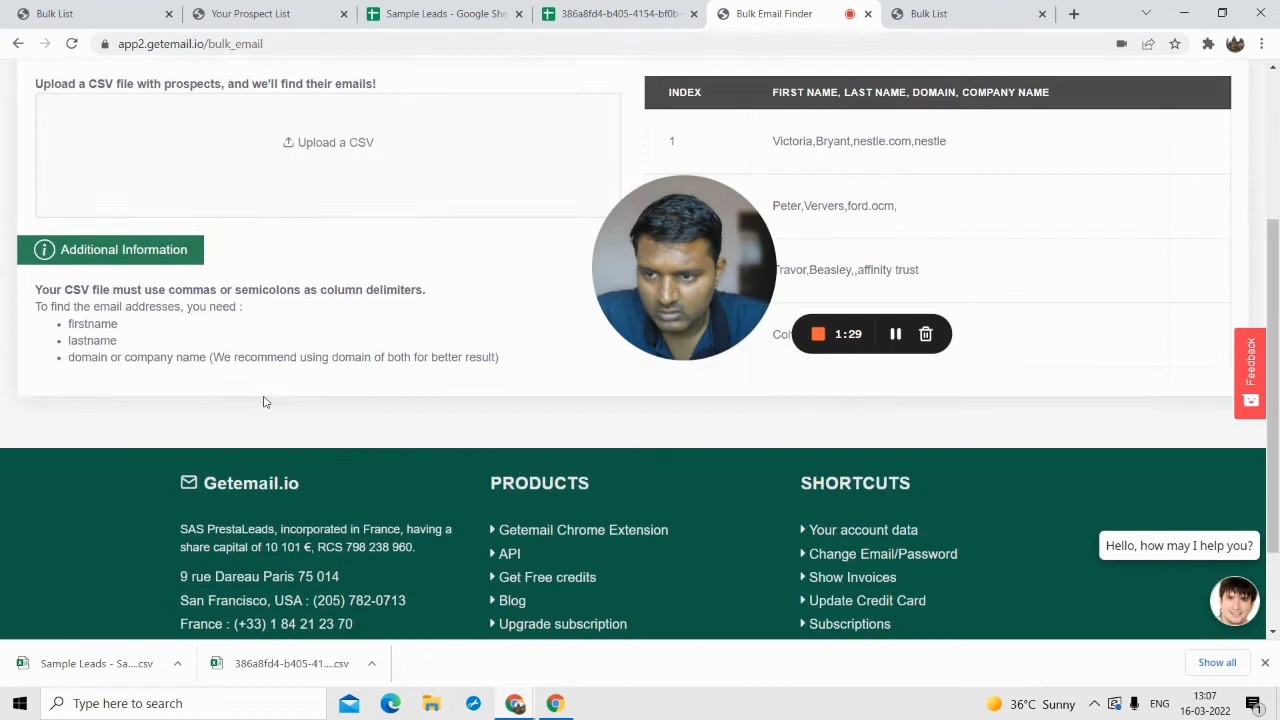 Bulk List
Your Prospect List
Sample Leads - Google She
386a8fd4-b405-4154-bf0b-
Bulk Email Finder
Bulk List
app2.getemail.io/bulk_email
Upload a CSV file with prospects, and we'll find their emails!
Upload a CSV
Additional Information
Your CSV file must use commas or semicolons as column delimiters.
To find the email addresses, you need :
firstname
lastname
domain or company name (We recommend using domain of both for better result)
INDEX
FIRST NAME, LAST NAME, DOMAIN, COMPANY NAME
1
Victoria,Bryant,nestle.com,nestle
Peter,Ververs,ford.ocm,
Travor,Beasley,,affinity trust
1:29
Feedback
Getemail.io
SAS PrestaLeads, incorporated in France, having a
share capital of 10 101 €, RCS 798 238 960.
9 rue Dareau Paris 75 014
San Francisco, USA : (205) 782-0713
France : (+33) 1 84 21 23 70
PRODUCTS
Getemail Chrome Extension
API
Get Free credits
Blog
Upgrade subscription
SHORTCUTS
Your account data
Change Email/Password
Show Invoices
Update Credit Card
Subscriptions
Hello, how may I help you?
Sample Leads - Sa....csv
386a8fd4-b405-41....csv
Show all
Type here to search
36°C Sunny
ENG
13:07
16-03-2022
1